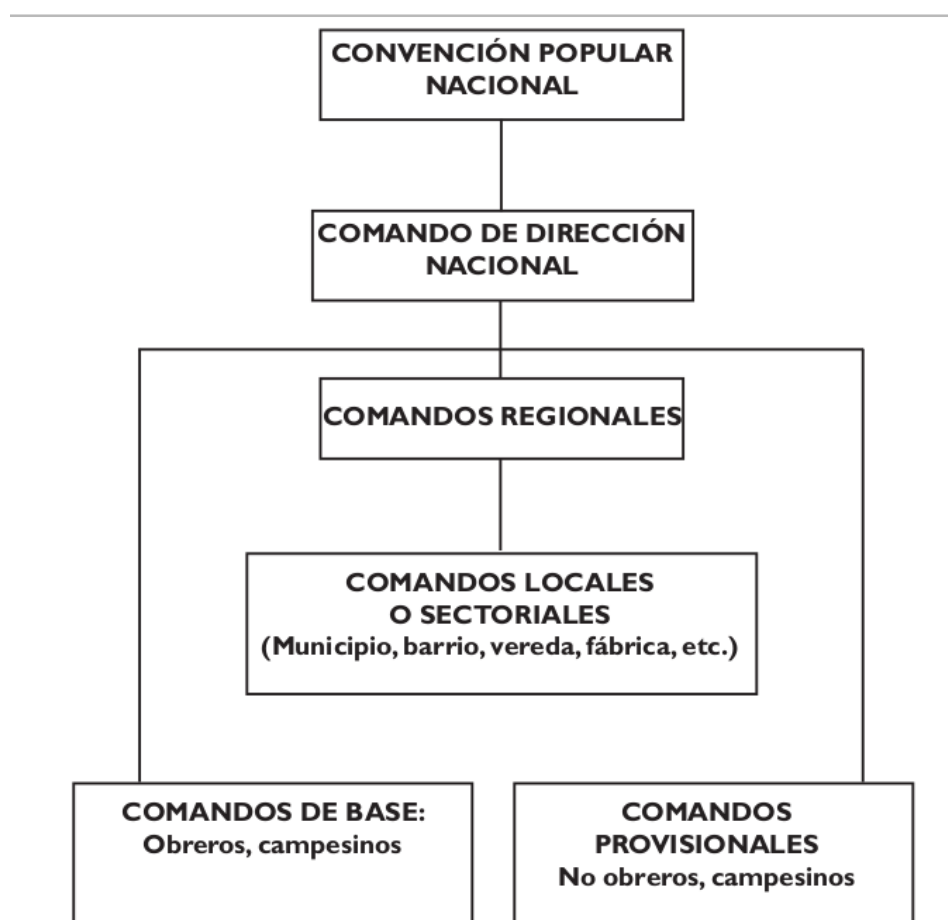 CONVENCIÓN POPULAR
NACIONAL
COMANDO DE DIRECCIÓN
NACIONAL
COMANDOS REGIONALES
COMANDOS LOCALES
O SECTORIALES
(Municipio, barrio, vereda, fábrica, etc.)
COMANDOS DE BASE:
Obreros, campesinos
COMANDOS
PROVISIONALES
No obreros, campesinos